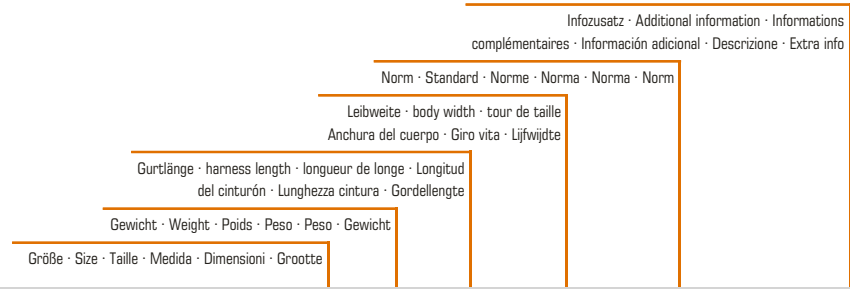 Infozusatz · Additional information · Informations
complémentaires · Información adicional · Descrizione · Extra info
Norm · Standard · Norme · Norma · Norma · Norm
Leibweite · body width · tour de taille
Anchura del cuerpo · Giro vita · Lijfwijdte
Gurtlänge · harness length · longueur de longe · Longitud
del cinturón · Lunghezza cintura · Gordellengte
Gewicht · Weight · Poids · Peso · Peso · Gewicht
Größe · Size · Taille · Medida · Dimensioni · Grootte